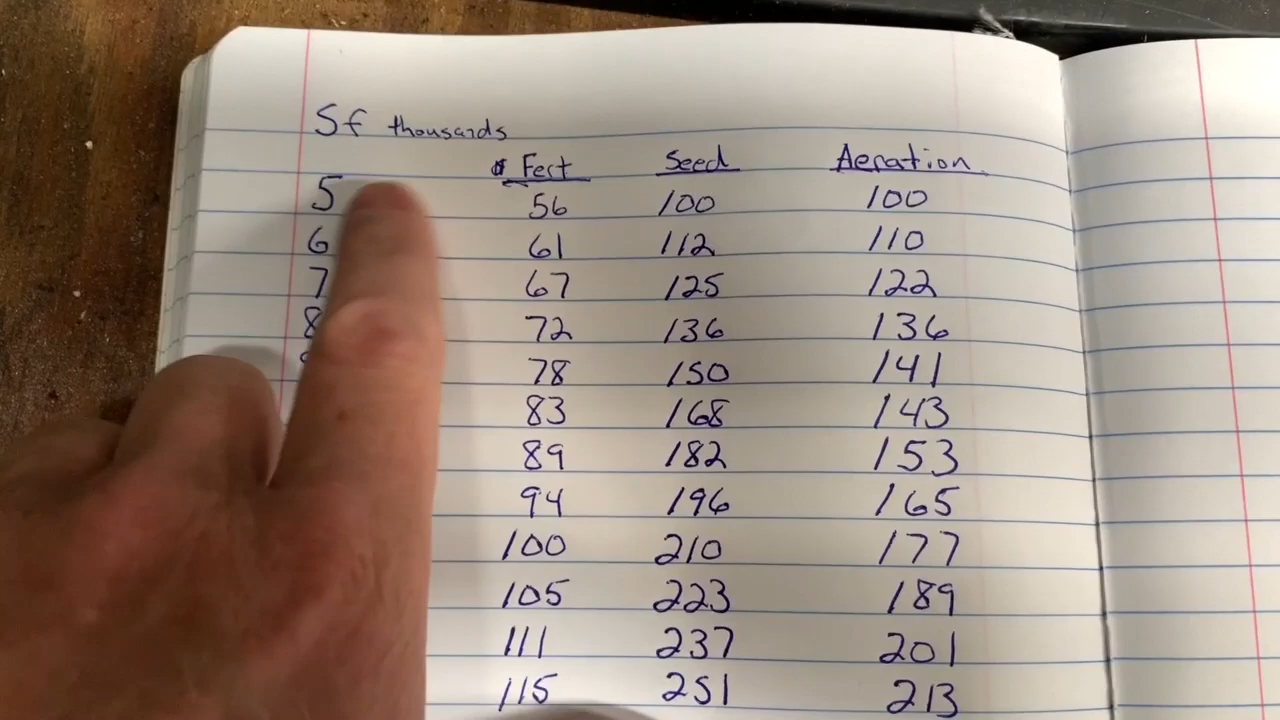 Sf thousands
Fert Seed Aeration
5 56 100 100
6 61 112 110
7 67 125 122
8 72 136 136
78 150 141
83 168 143
89 182 153
94 196 165
100 210 177
105 223 189
111 237 201
115 251 213